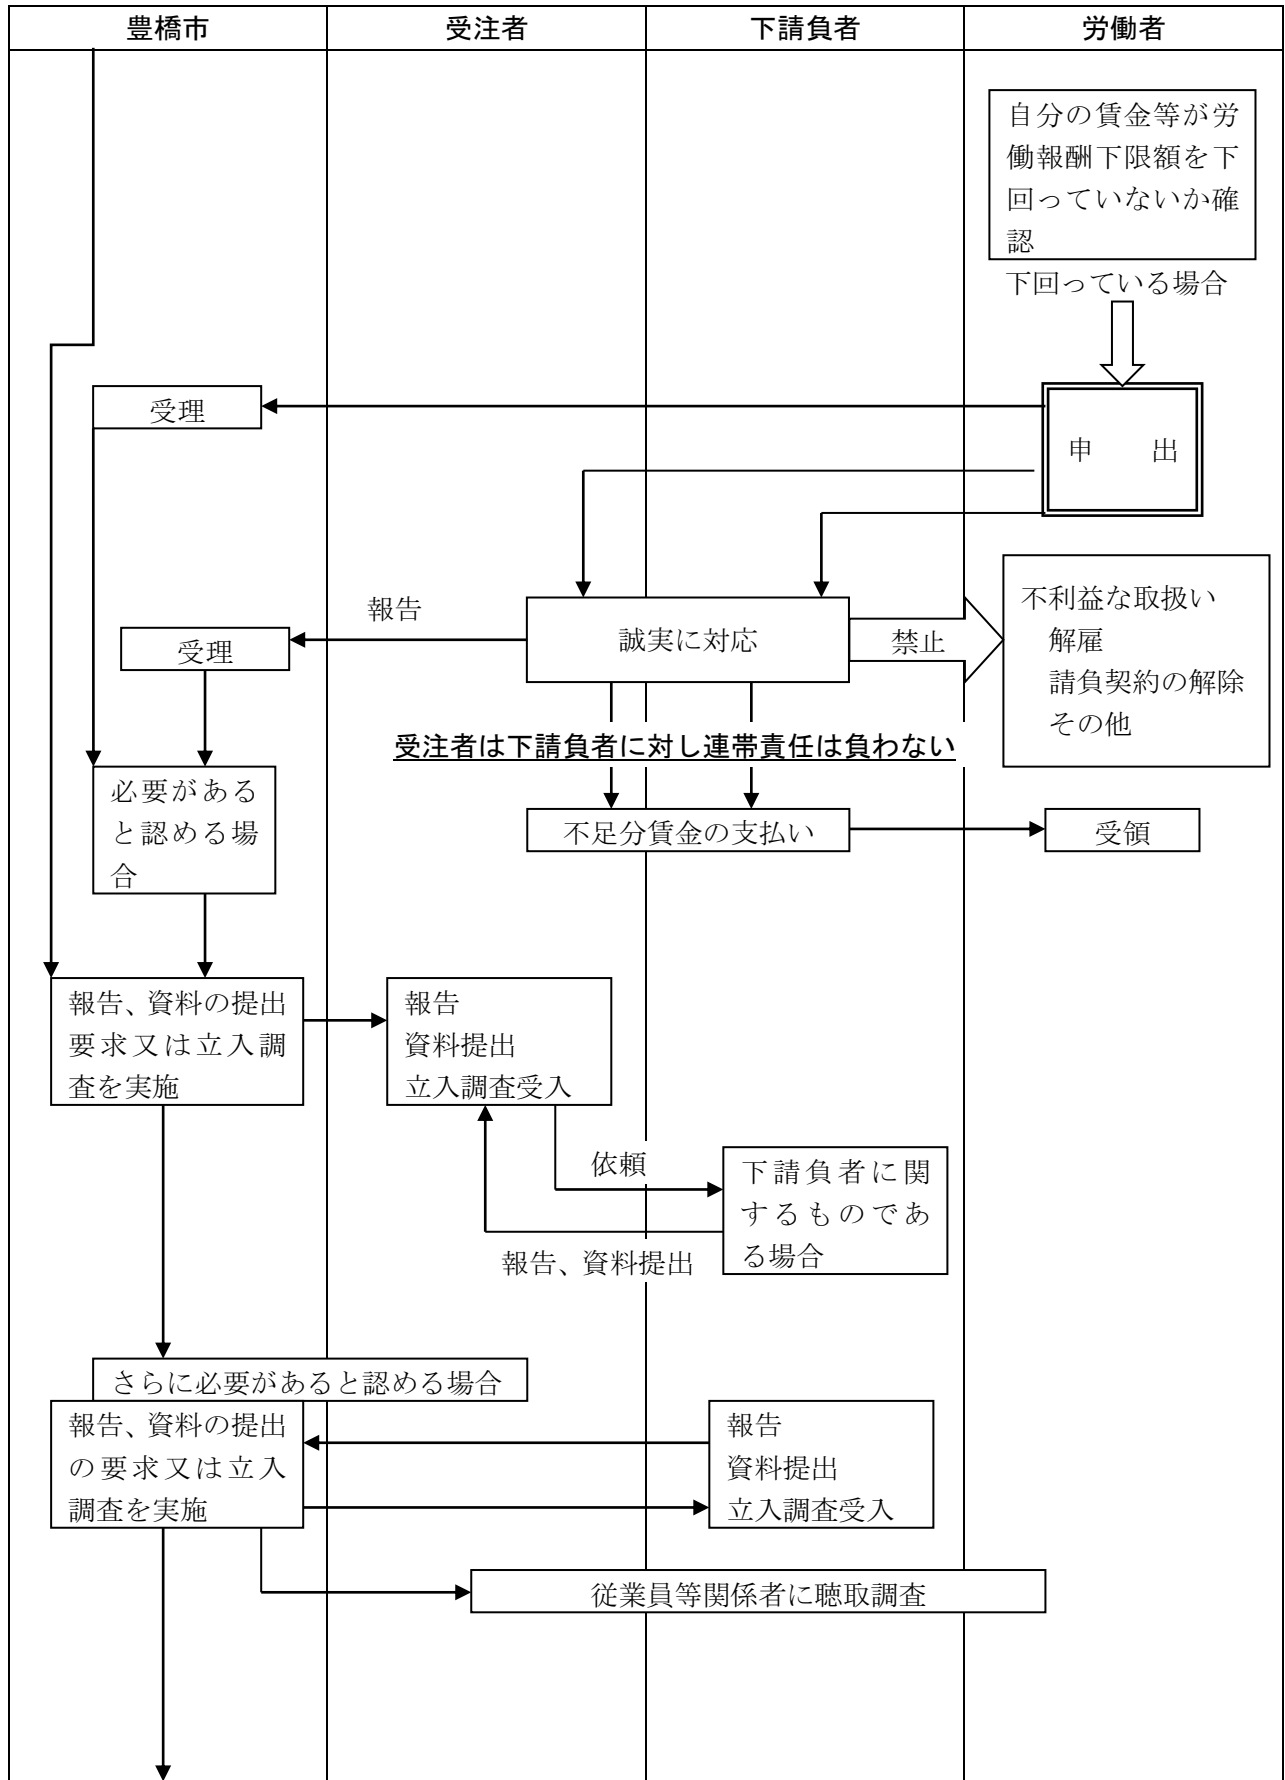 豊橋市
受注者
下請負者
労働者
自分の賃金等が労
働報酬下限額を下
回っていないか確
認
下回っている場合
受理
申　出
不利益な取扱い
解雇
請負契約の解除
その他
報告
受理
誠実に対応
禁止
受注者は下請負者に対し連帯責任は負わない
必要がある
と認める場
合
不足分賃金の支払い
受領
報告、資料の提出
要求又は立入調
査を実施
報告
資料提出
立入調査受入
依頼
下請負者に関
するものであ
る場合
報告、資料提出
さらに必要があると認める場合
報告、資料の提出
の要求又は立入
調査を実施
報告
資料提出
立入調査受入
従業員等関係者に聴取調査